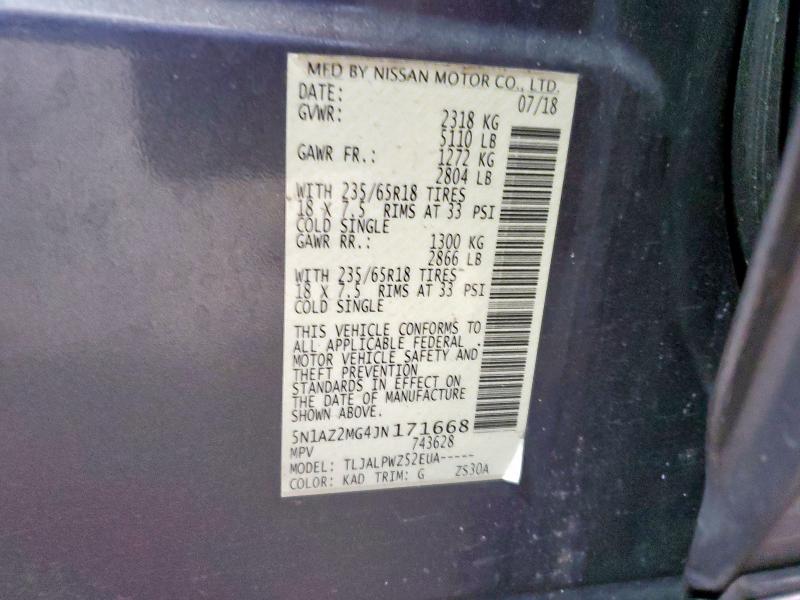 MFD BY NISSAN MOTOR CO., LTD.
DATE: 07/18
GVWR: 2318 KG
5110 LB
GAWR FR.: 1272 KG
2804 LB
WITH 235/65R18 TIRES
18 X 7.5 RIMS AT 33 PSI
COLD SINGLE
GAWR RR.: 1300 KG
2866 LB
WITH 235/65R18 TIRES
18 X 7.5 RIMS AT 33 PSI
COLD SINGLE
THIS VEHICLE CONFORMS TO
ALL APPLICABLE FEDERAL
MOTOR VEHICLE SAFETY AND
THEFT PREVENTION
STANDARDS IN EFFECT ON
THE DATE OF MANUFACTURE
SHOWN ABOVE.
5N1AZ2MG4JN171668
MPV 743628
MODEL: TLJALPWZ52EUA-----
COLOR: KAD TRIM: G ZS30A